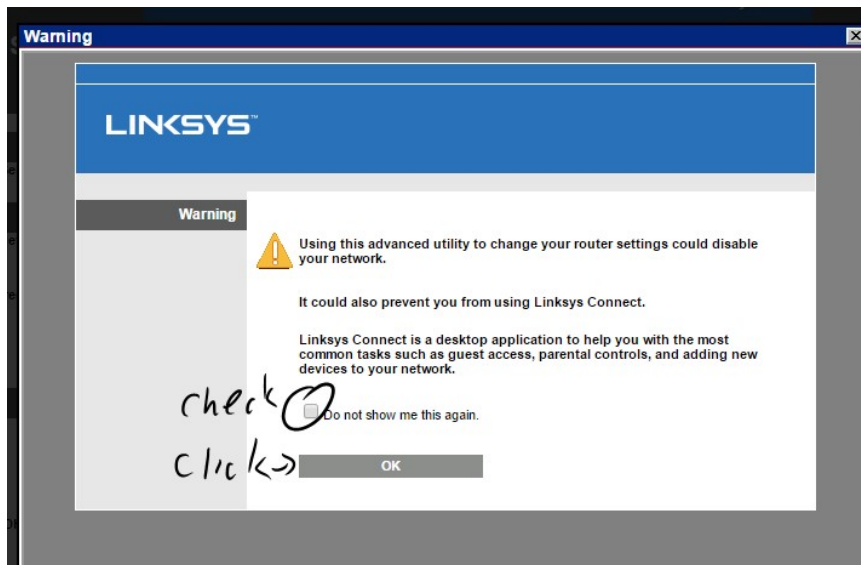 Warning
LINKSYS™
Warning
Using this advanced utility to change your router settings could disable
your network.
It could also prevent you from using Linksys Connect.
Linksys Connect is a desktop application to help you with the most
common tasks such as guest access, parental controls, and adding new
devices to your network.
check Do not show me this again.
Click OK